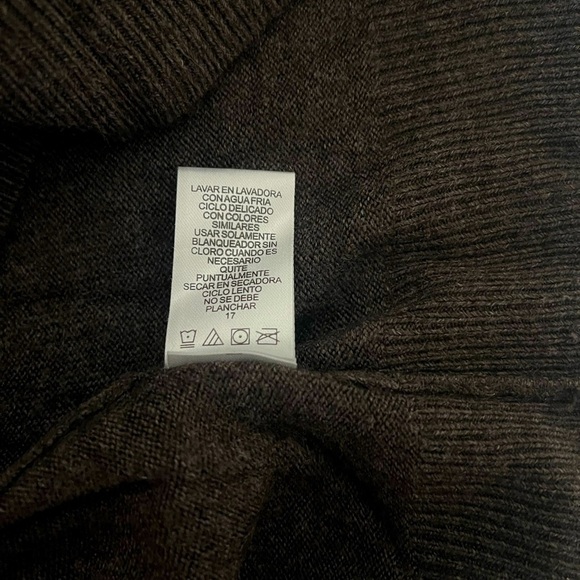 LAVAR EN LAVADORA
CON AGUA FRIA
CICLO DELICADO
CON COLORES
SIMILARES
USAR SOLAMENTE
BLANQUEADOR SIN
CLORO CUANDO ES
NECESARIO
QUITE
PUNTUALMENTE
SECAR EN SECADORA
CICLO LENTO
NO SE DEBE
PLANCHAR
17